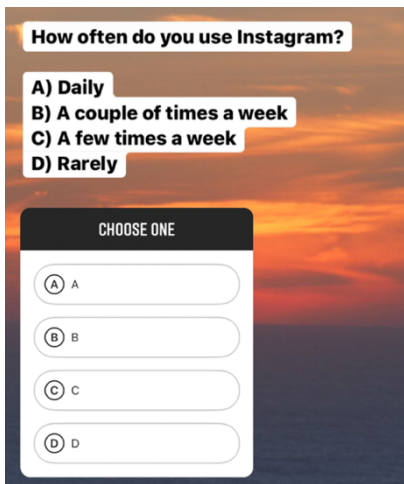 How often do you use Instagram?
A) Daily
B) A couple of times a week
C) A few times a week
D) Rarely
CHOOSE ONE
A A
B B
C C
D D